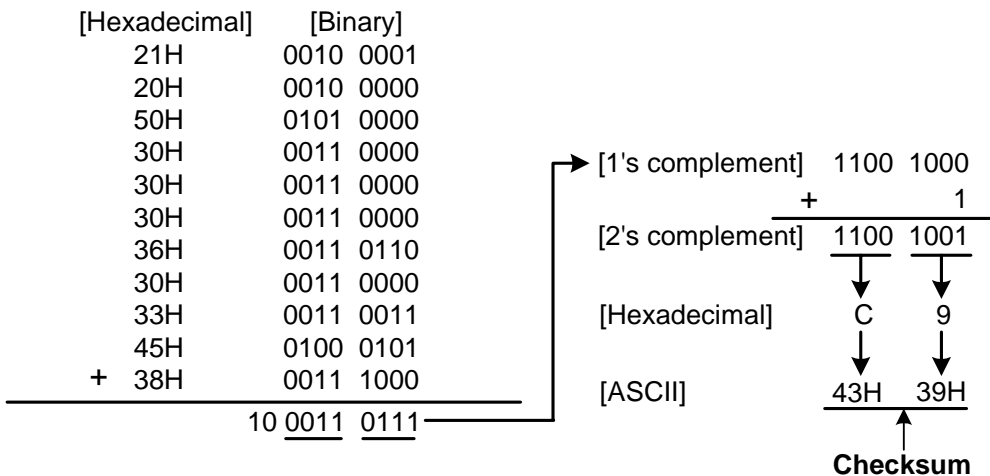 [Hexadecimal] [Binary]
21H 0010 0001
20H 0010 0000
50H 0101 0000
30H 0011 0000
30H 0011 0000
30H 0011 0000
36H 0011 0110
30H 0011 0000
33H 0011 0011
45H 0100 0101
+ 38H 0011 1000
10 0011 0111
[1's complement] 1100 1000
+ 1
[2's complement] 1100 1001
[Hexadecimal] C 9
[ASCII] 43H 39H
Checksum